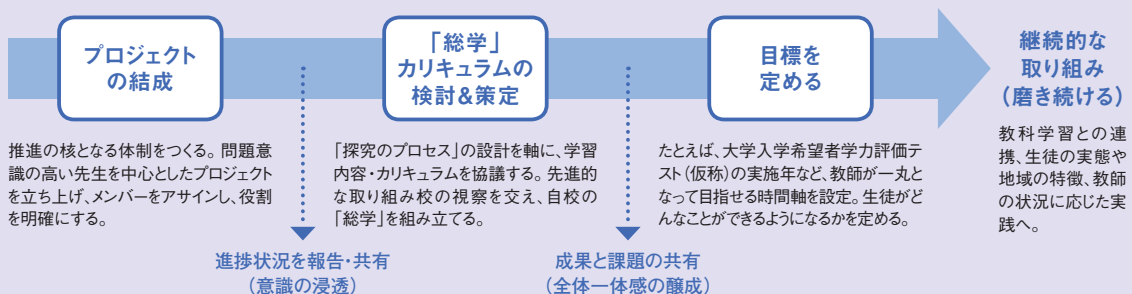 プロジェクト
の結成
「総学」
カリキュラムの
検討&策定
目標を
定める
継続的な
取り組み
（磨き続ける）
推進の核となる体制をつくる。問題意
識の高い先生を中心としたプロジェクト
を立ち上げ、メンバーをアサインし、役割
を明確にする。
「探究のプロセス」の設計を軸に、学習
内容・カリキュラムを協議する。先進的
な取り組み校の視察を交え、自校の
「総学」を組み立てる。
たとえば、大学入学希望者学力評価テ
スト（仮称）の実施年など、教師が一丸と
なって目指せる時間軸を設定。生徒がど
んなことができるようになるかを定める。
教科学習との連
携、生徒の実態や
地域の特徴、教師
の状況に応じた実
践へ。
進捗状況を報告・共有
（意識の浸透）
成果と課題の共有
（全体一体感の醸成）